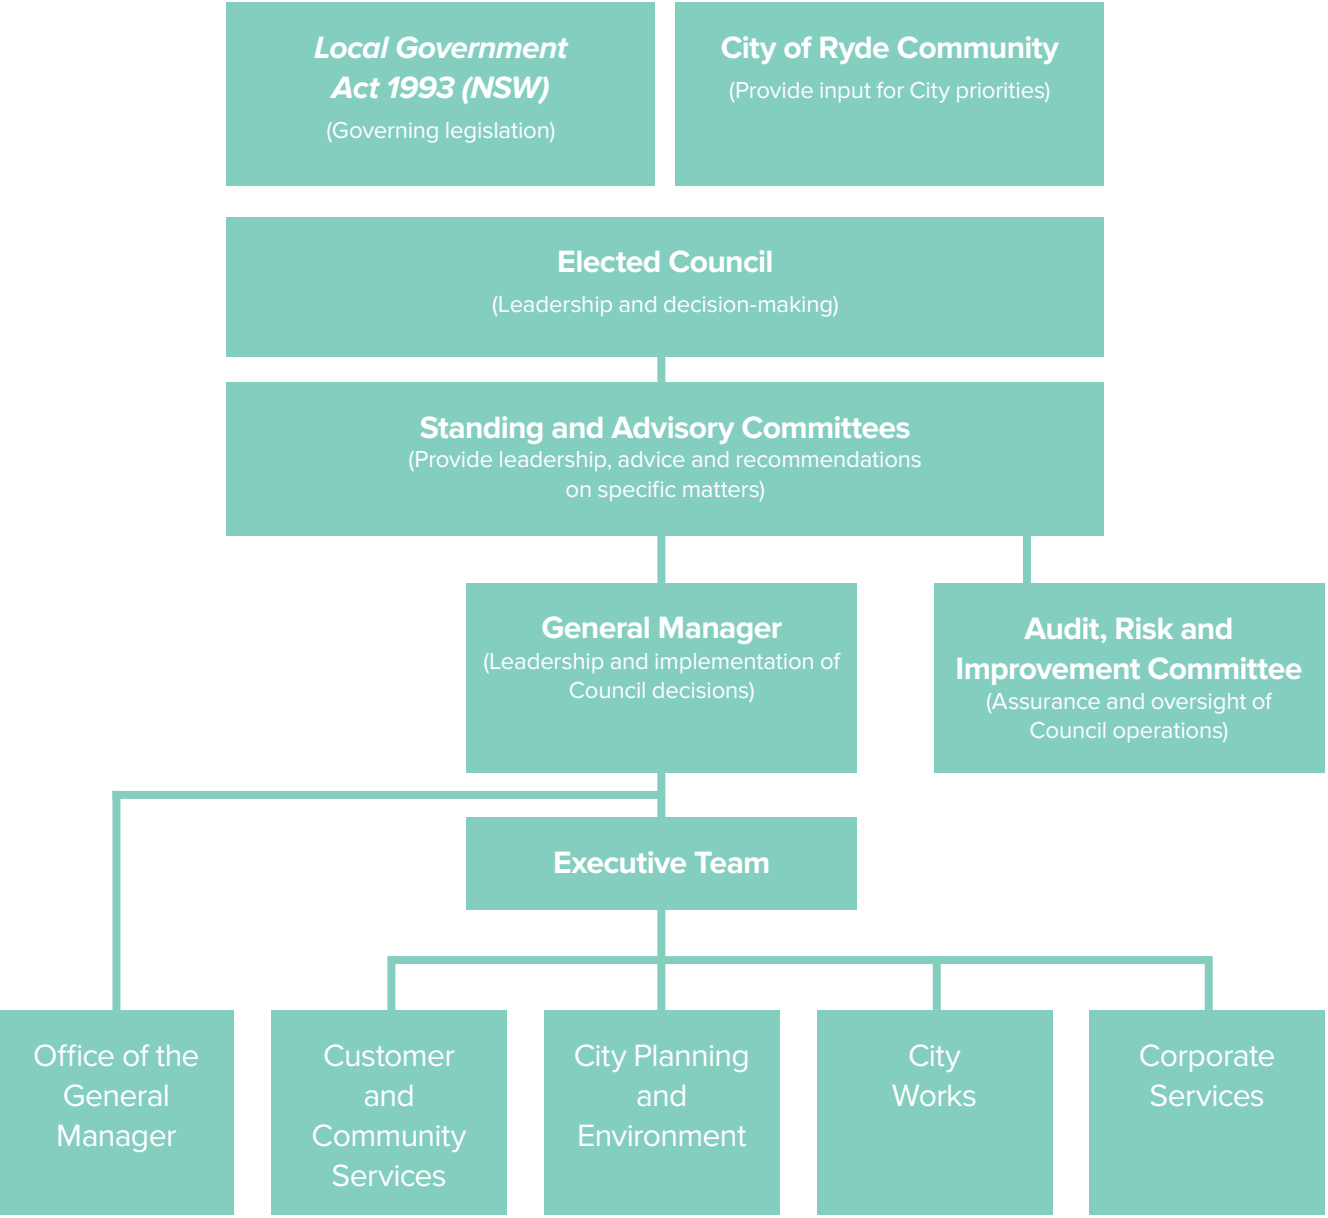 Local Government
Act 1993 (NSW)
(Governing legislation)
City of Ryde Community
(Provide input for City priorities)
Elected Council
(Leadership and decision-making)
Standing and Advisory Committees
(Provide leadership, advice and recommendations
on specific matters)
General Manager
(Leadership and implementation of
Council decisions)
Audit, Risk and
Improvement Committee
(Assurance and oversight of
Council operations)
Executive Team
Office of the
General
Manager
Customer
and
Community
Services
City Planning
and
Environment
City
Works
Corporate
Services